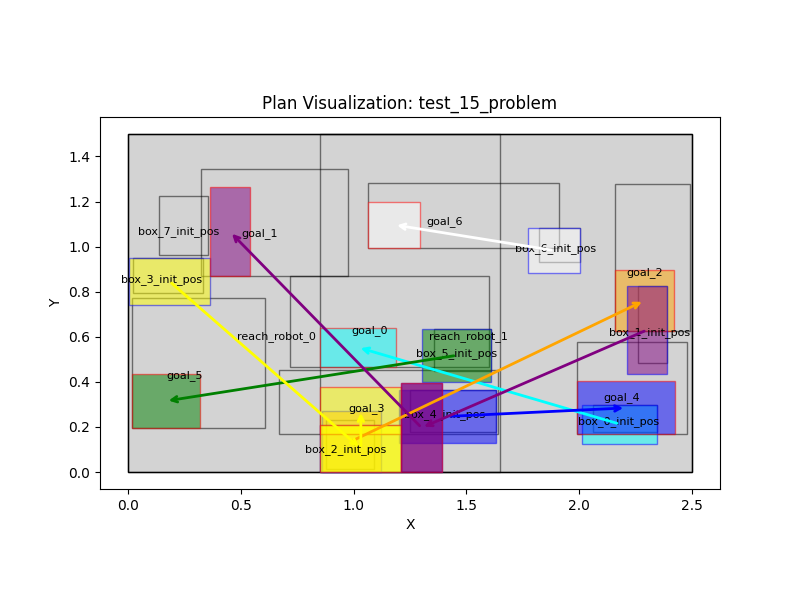 Plan Visualization: test_15_problem
1.4
1.2
1.0
0.8
0.6
0.4
0.2
0.0
Y
box_7_init_pos
goal_1
goal_6
box_6_init_pos
box_3_init_pos
goal_2
reach_robot_0
goal_0
reach_robot_1
box_1_init_pos
box_5_init_pos
goal_5
goal_3
goal_4
box_4_init_pos
box_0_init_pos
box_2_init_pos
0.0
0.5
1.0
1.5
2.0
2.5
X